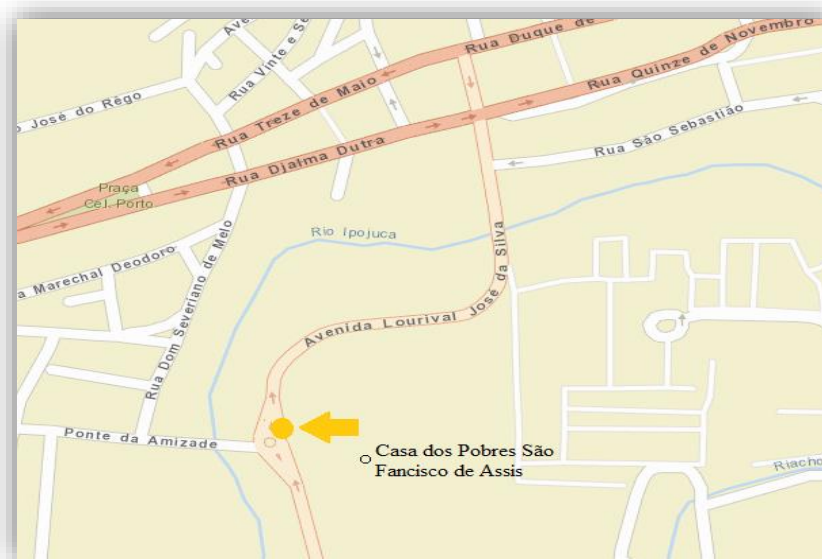 Rua Duque de
Ave
Rua Vinte e Se
Rua Quinze de Novembro
o José do Rêgo
Rua Treze de Maio
Rua São Sebastião
Rua Djalma Dutra
Praça
Cel. Porto
Rio Ipojuca
a Marechal Deodoro
Rua Dom Severiano de Melo
Avenida Lourival José da Silva
Ponte da Amizade
Casa dos Pobres São
Fancisco de Assis
Riacho